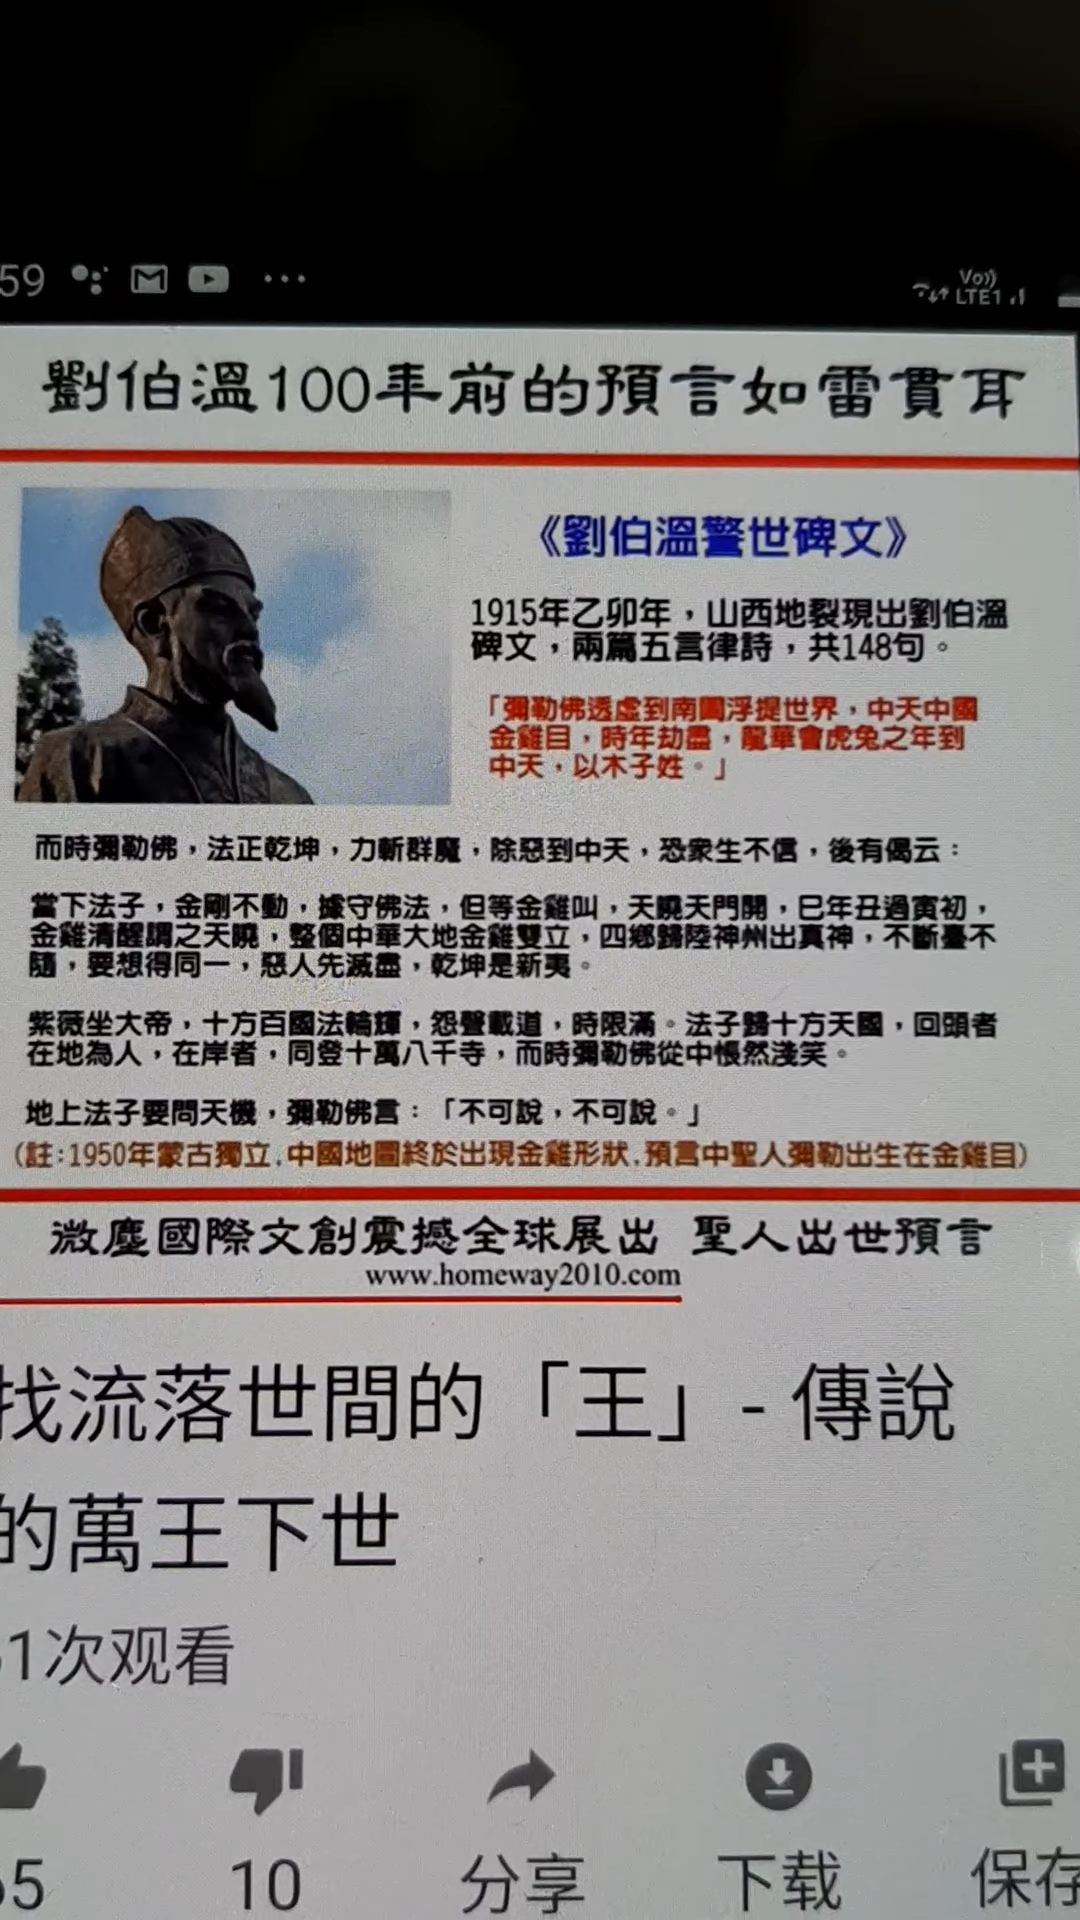 59
Vo))
LTE1
劉伯溫100年前的預言如雷貫耳
《劉伯溫警世碑文》
1915年乙卯年，山西地裂現出劉伯溫
碑文，兩篇五言律詩，共148句。
「彌勒佛透虛到南閻浮提世界，中天中國
金雞目，時年劫盡，龍華會虎兔之年到
中天，以木子姓。」
而時彌勒佛，法正乾坤，力斬群魔，除惡到中天，恐眾生不信，後有偈云：
當下法子，金剛不動，據守佛法，但等金雞叫，天曉天門開，巳年丑過寅初，
金雞清醒謂之天曉，整個中華大地金雞雙立，四鄉歸陸神州出真神，不斷臺不
隨，要想得同一，惡人先滅盡，乾坤是新夷。
紫薇坐大帝，十方百國法輪輝，怨聲載道，時限滿。法子歸十方天國，回頭者
在地為人，在岸者，同登十萬八千寺，而時彌勒佛從中悵然淺笑。
地上法子要問天機，彌勒佛言：「不可說，不可說。」
(註:1950年蒙古獨立.中國地圖終於出現金雞形狀.預言中聖人彌勒出生在金雞目)
微塵國際文創震撼全球展出 聖人出世預言
www.homeway2010.com
找流落世間的「王」- 傳說
的萬王下世
1次观看
5
10
分享
下载
保存